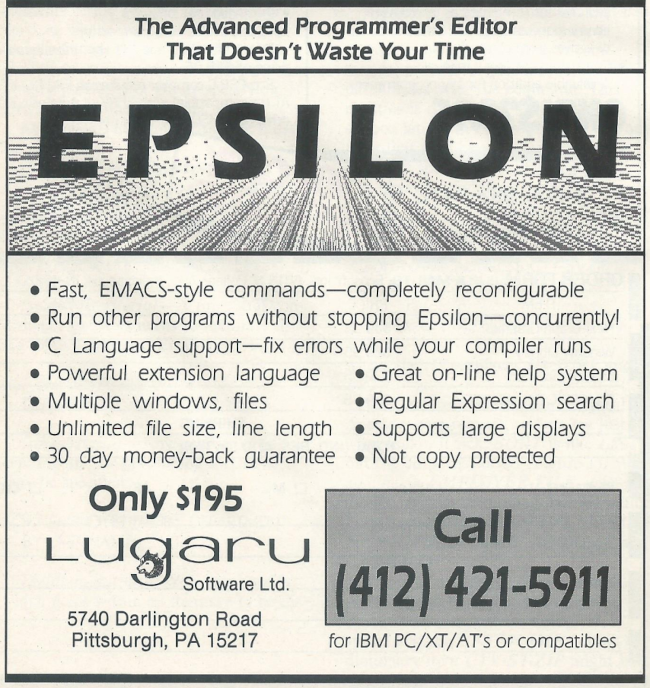 The Advanced Programmer's Editor
That Doesn't Waste Your Time
EPSILON
• Fast, EMACS-style commands—completely reconfigurable
• Run other programs without stopping Epsilon—concurrently!
• C Language support—fix errors while your compiler runs
• Powerful extension language
• Great on-line help system
• Multiple windows, files
• Regular Expression search
• Unlimited file size, line length
• Supports large displays
• 30 day money-back guarantee
• Not copy protected
Only $195
Lugaru
Software Ltd.
5740 Darlington Road
Pittsburgh, PA 15217
Call
(412) 421-5911
for IBM PC/XT/AT's or compatibles